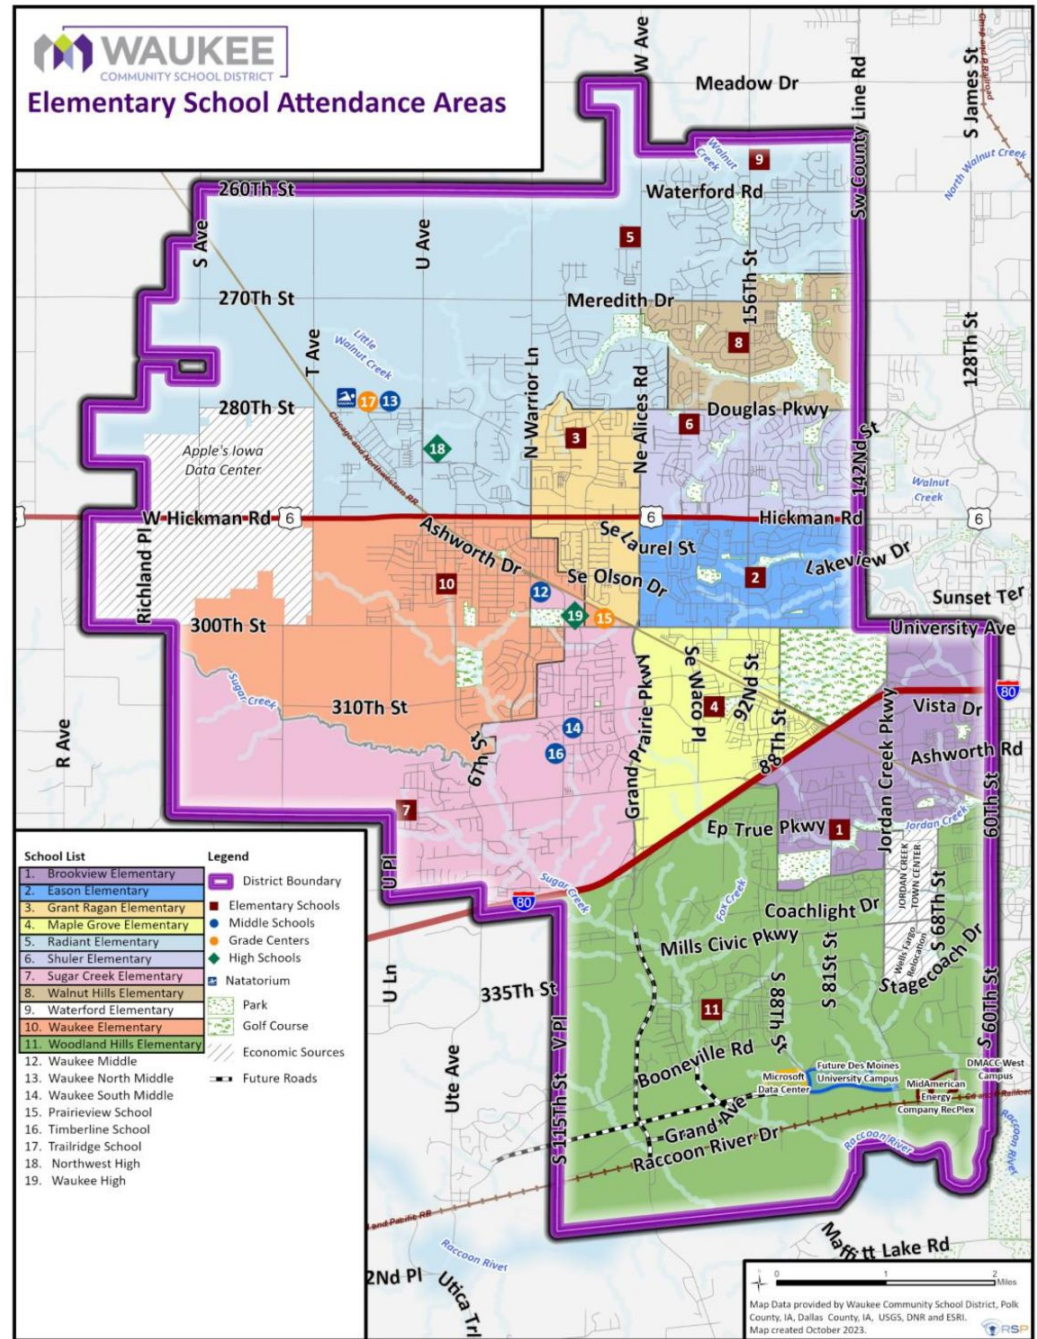 WAUKEE
COMMUNITY SCHOOL DISTRICT
Elementary School Attendance Areas
W Ave
Meadow Dr
SW County Line Rd
S James St
Walnut Creek
9
North Walnut Creek
260Th St
Waterford Rd
S Ave
U Ave
5
156Th St
270Th St
Meredith Dr
T Ave
Little Walnut Creek
8
128Th St
N Warrior Ln
Ne Alices Rd
17
13
280Th St
Douglas Pkwy
Chicago and Northwestern RR
3
6
142Nd St
18
Apple's Iowa
Data Center
Walnut Creek
W Hickman Rd
6
6
Hickman Rd
6
Richland Pl
Ashworth Dr
Se Laurel St
Lakeview Dr
10
12
Se Olson Dr
2
Sunset Ter
19
15
300Th St
University Ave
Sugar Creek
Grand Prairie Pkwy
Se Waco Pl
92Nd St
80
310Th St
4
Jordan Creek Pkwy
Vista Dr
R Ave
14
6Th St
16
88Th St
Ashworth Rd
60Th St
7
Ep True Pkwy
1
Jordan Creek
U Pl
JORDAN CREEK
TOWN CENTER
S 68Th St
80
Sugar Creek
Fox Creek
Coachlight Dr
Mills Civic Pkwy
Wells Fargo
Relocation
Stagecoach Dr
S 81St St
S 88Th St
S 60Th St
U Ln
335Th St
11
V Pl
Ute Ave
Booneville Rd
Microsoft
Data Center
Future Des Moines
University Campus
DMACC West
Campus
MidAmerican
Energy
Company RecPlex
S 115Th St
Grand Ave
Raccoon River Dr
Raccoon River
Raccoon River
Maffitt Lake Rd
Raccoon River
2Nd Pl
Utica Trl
School List
1. Brookview Elementary
2. Eason Elementary
3. Grant Ragan Elementary
4. Maple Grove Elementary
5. Radiant Elementary
6. Shuler Elementary
7. Sugar Creek Elementary
8. Walnut Hills Elementary
9. Waterford Elementary
10. Waukee Elementary
11. Woodland Hills Elementary
12. Waukee Middle
13. Waukee North Middle
14. Waukee South Middle
15. Prairieview School
16. Timberline School
17. Trailridge School
18. Northwest High
19. Waukee High
Legend
District Boundary
Elementary Schools
Middle Schools
Grade Centers
High Schools
Natatorium
Park
Golf Course
Economic Sources
Future Roads
0 1 2
Miles
Map Data provided by Waukee Community School District, Polk
County, IA, Dallas County, IA, USGS, DNR and ESRI.
Map created October 2023.
RSP